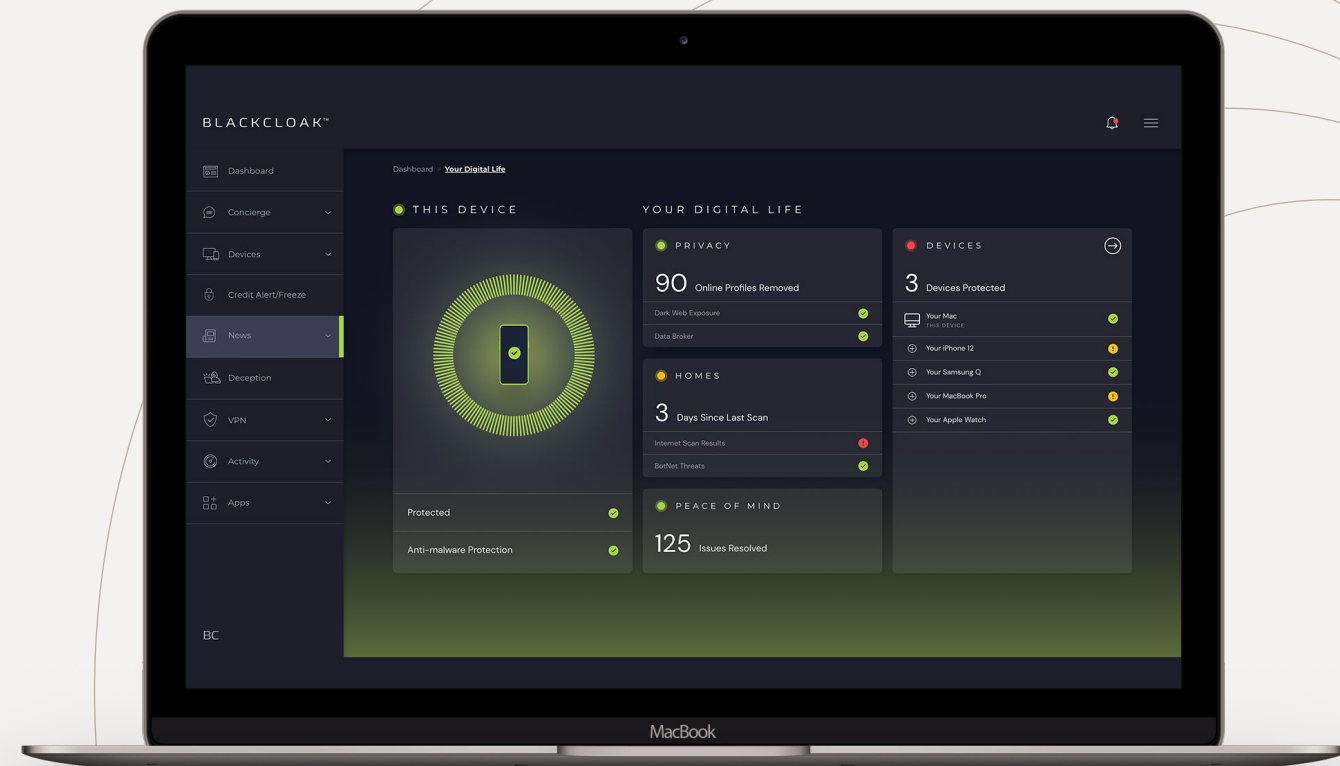 BLACKCLOAK™
Dashboard
Concierge
Devices
Credit Alert/Freeze
News
Deception
VPN
Activity
Apps
BC
Dashboard > Your Digital Life
THIS DEVICE
Protected
Anti-malware Protection
YOUR DIGITAL LIFE
PRIVACY
90 Online Profiles Removed
Dark Web Exposure
Data Broker
HOMES
3 Days Since Last Scan
Internet Scan Results
BotNet Threats
PEACE OF MIND
125 Issues Resolved
DEVICES
3 Devices Protected
Your Mac
THIS DEVICE
Your iPhone 12
Your Samsung Q
Your MacBook Pro
Your Apple Watch
MacBook